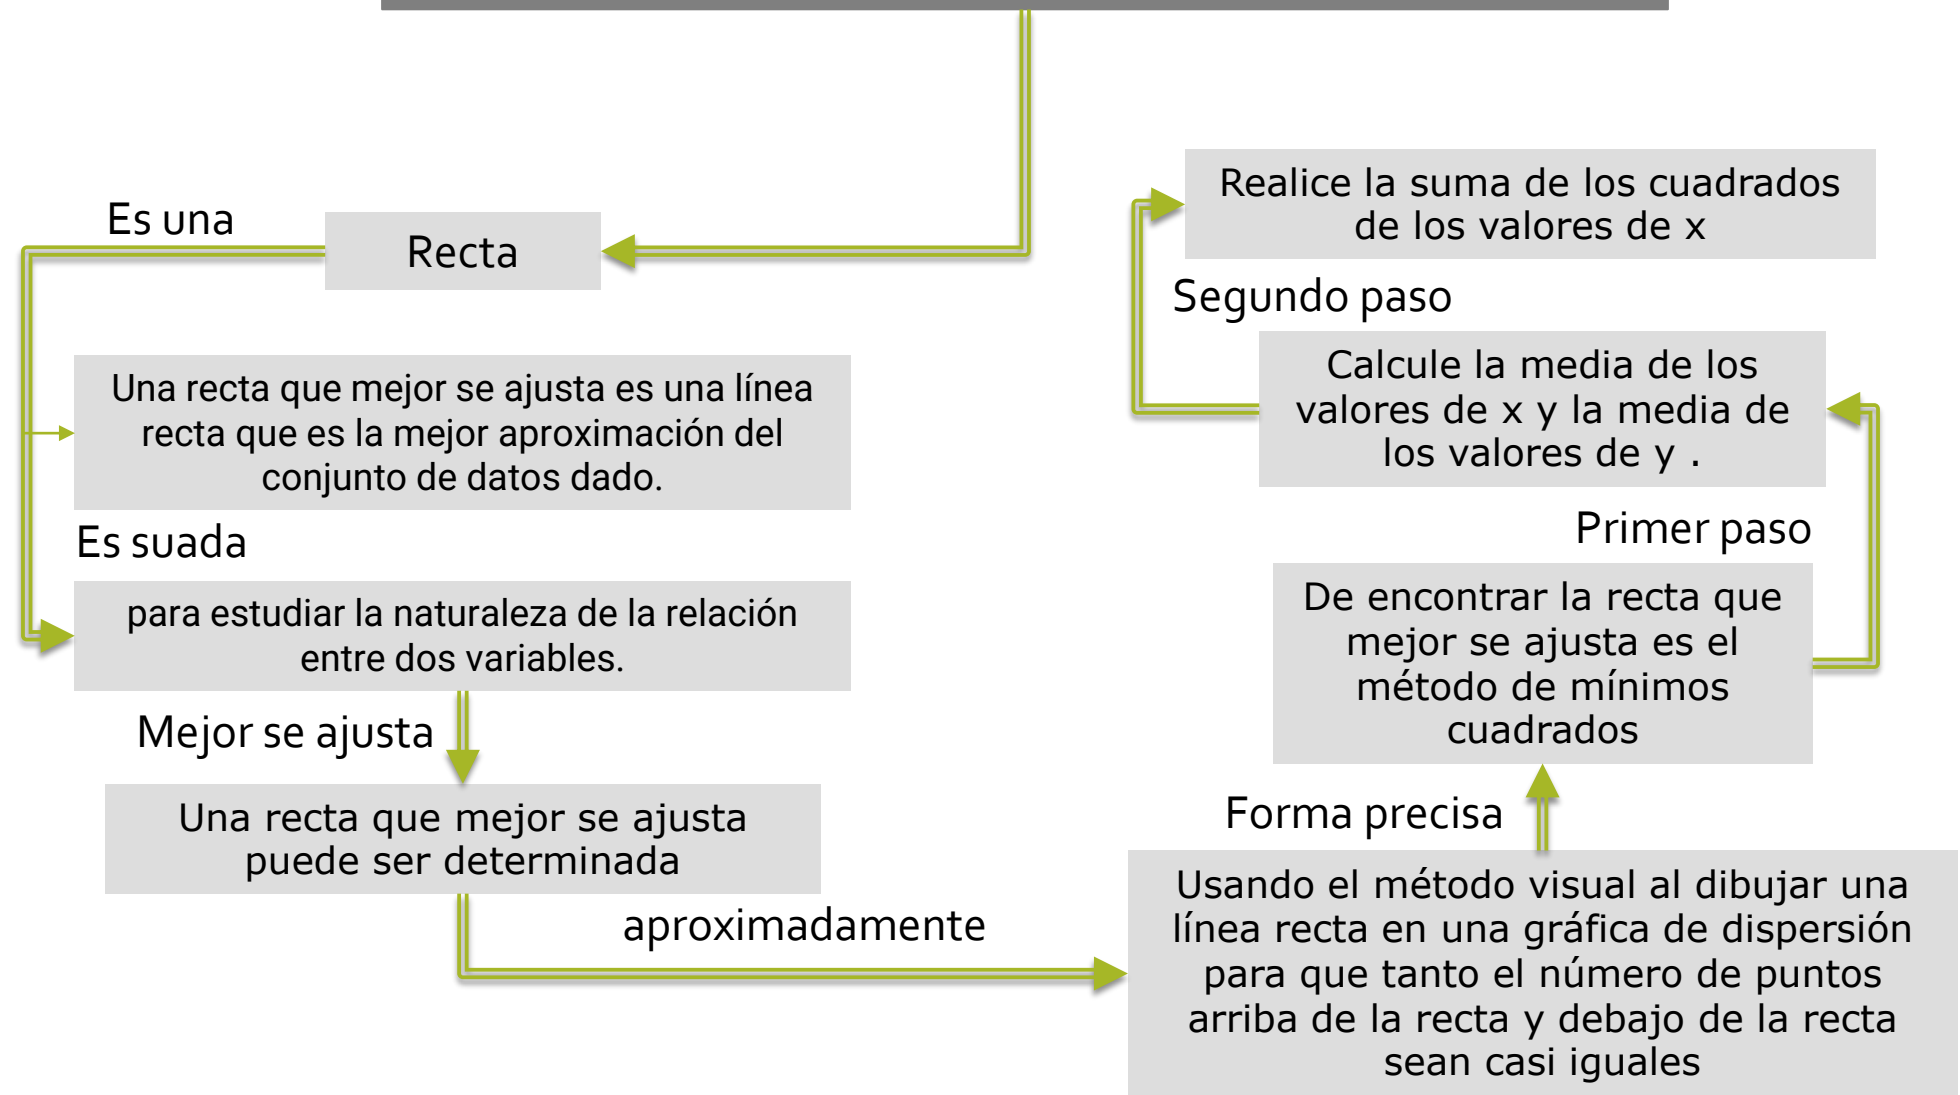 Es una
Recta
Una recta que mejor se ajusta es una línea
recta que es la mejor aproximación del
conjunto de datos dado.
Es suada
para estudiar la naturaleza de la relación
entre dos variables.
Mejor se ajusta
Una recta que mejor se ajusta
puede ser determinada
aproximadamente
Usando el método visual al dibujar una
línea recta en una gráfica de dispersión
para que tanto el número de puntos
arriba de la recta y debajo de la recta
sean casi iguales
Forma precisa
De encontrar la recta que
mejor se ajusta es el
método de mínimos
cuadrados
Primer paso
Calcule la media de los
valores de x y la media de
los valores de y .
Segundo paso
Realice la suma de los cuadrados
de los valores de x